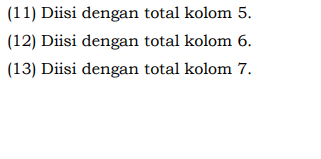 (11) Diisi dengan total kolom 5.
(12) Diisi dengan total kolom 6.
(13) Diisi dengan total kolom 7.